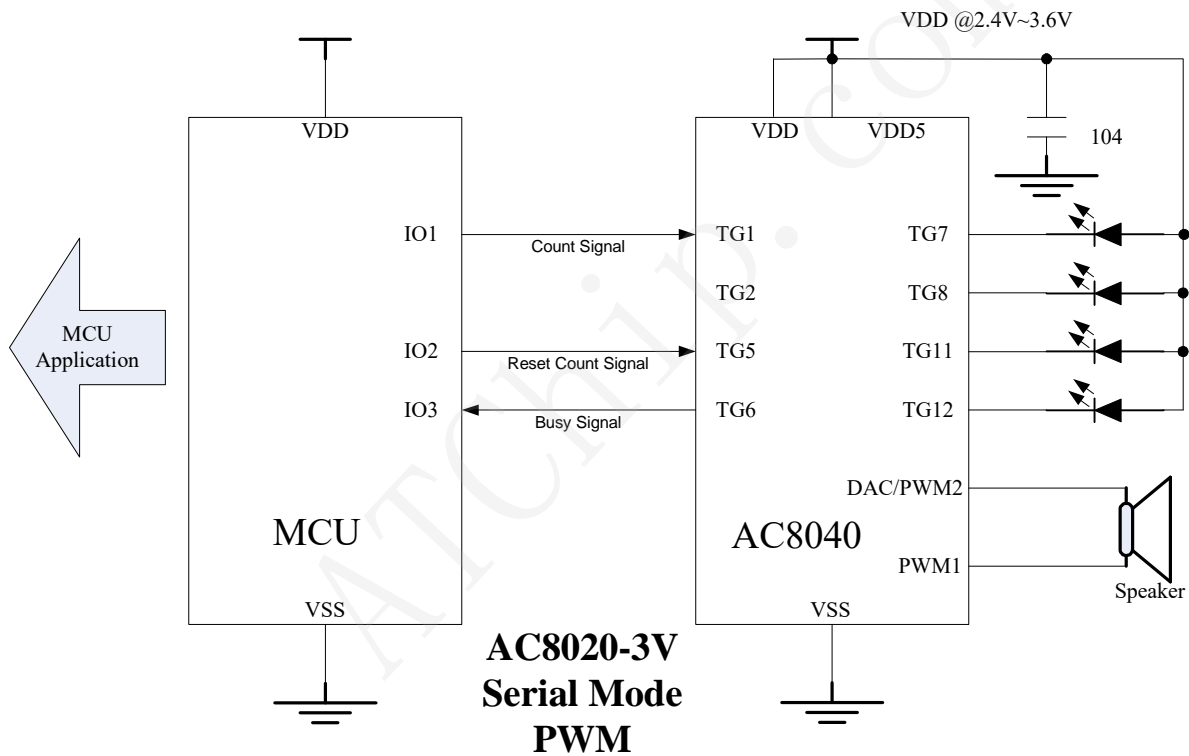 VDD @2.4V~3.6V
VDD
VDD
VDD5
104
IO1
Count Signal
TG1
TG7
TG2
TG8
MCU
Application
IO2
Reset Count Signal
TG5
TG11
IO3
Busy Signal
TG6
TG12
DAC/PWM2
MCU
AC8040
PWM1
Speaker
VSS
VSS
AC8020-3V
Serial Mode
PWM
ATChip.com